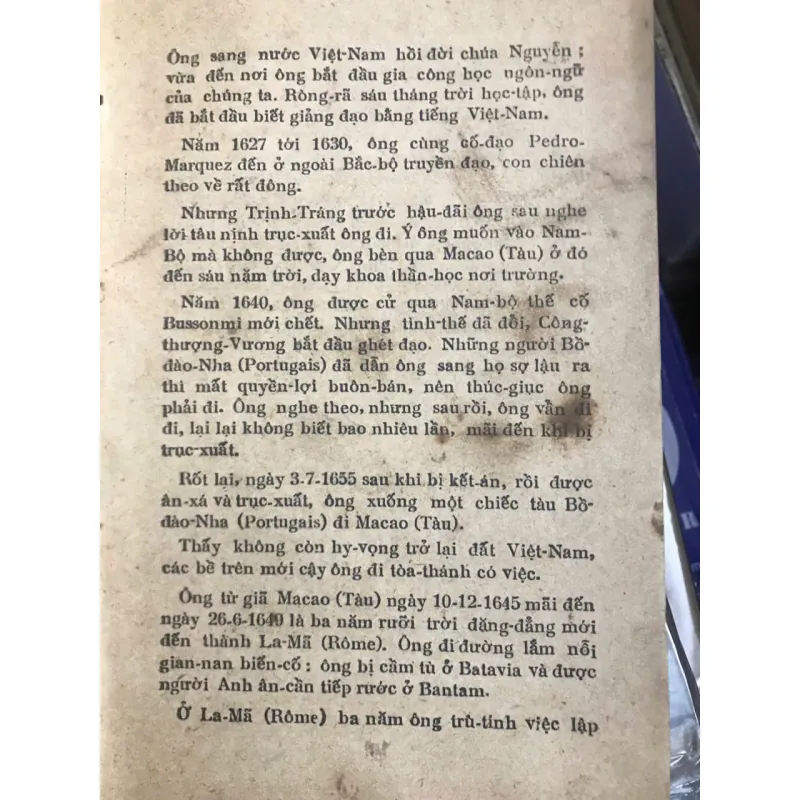 Ông sang nước Việt-Nam hồi đời chúa Nguyễn ;
vừa đến nơi ông bắt đầu gia công học ngôn-ngữ
của chúng ta. Ròng-rã sáu tháng trời học-tập, ông
đã bắt đầu biết giảng đạo bằng tiếng Việt-Nam.
Năm 1627 tới 1630, ông cùng cố-đạo Pedro-
Marquez đến ở ngoài Bắc-bộ truyền đạo, con chiên
theo về rất đông.
Nhưng Trịnh-Tráng trước hậu-đãi ông sau nghe
lời tâu nịnh trục-xuất ông đi. Ý ông muốn vào Nam-
Bộ mà không được, ông bèn qua Macao (Tàu) ở đó
đến sáu năm trời, dạy khoa thần-học nơi trường.
Năm 1640, ông được cử qua Nam-bộ thế cố
Bussonmi mới chết. Nhưng tình-thế đã đổi, Công-
thượng-Vương bắt đầu ghét đạo. Những người Bồ-
đào-Nha (Portugais) đã dẫn ông sang họ sợ lậu ra
thì mất quyền-lợi buôn-bán, nên thúc-giục ông
phải đi. Ông nghe theo, nhưng sau rồi, ông vẫn đi
đi, lại lại không biết bao nhiêu lần, mãi đến khi bị
trục-xuất.
Rốt lại, ngày 3-7-1655 sau khi bị kết-án, rồi được
ân-xá và trục-xuất, ông xuống một chiếc tàu Bồ-
đào-Nha (Portugais) đi Macao (Tàu).
Thấy không còn hy-vọng trở lại đất Việt-Nam,
các bề trên mới cậy ông đi tòa-thánh có việc.
Ông từ giã Macao (Tàu) ngày 10-12-1645 mãi đến
ngày 26-6-1649 là ba năm rưỡi trời đăng-đẳng mới
đến thành La-Mã (Rôme). Ông đi đường lắm nỗi
gian-nan biến-cố : ông bị cầm tù ở Batavia và được
người Anh ân-cần tiếp rước ở Bantam.
Ở La-Mã (Rôme) ba năm ông trù-tính việc lập